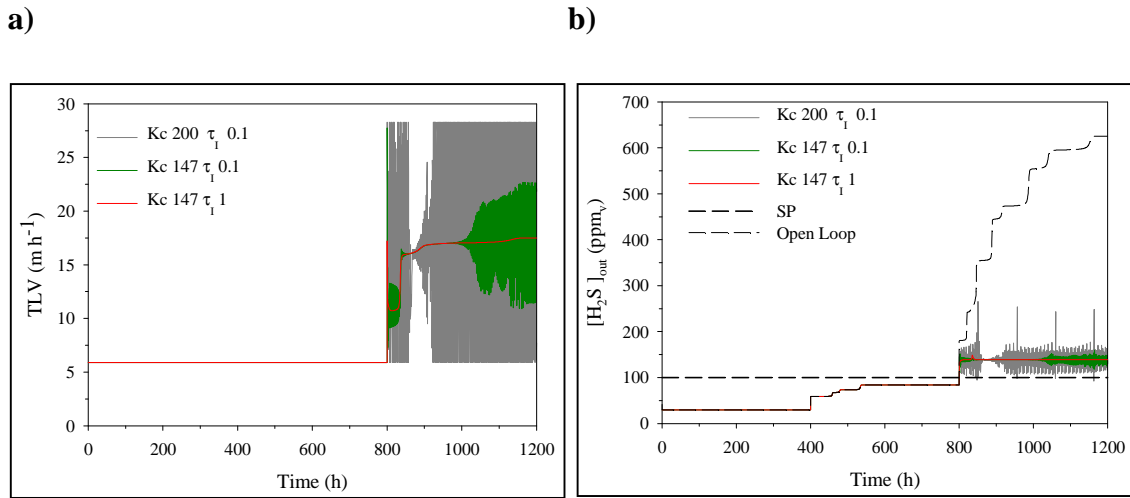 a)
b)
30
25
20
15
10
5
0
TLV (m h⁻¹)
Kc 200 τI 0.1
Kc 147 τI 0.1
Kc 147 τI 1
0 200 400 600 800 1000 1200
Time (h)
700
600
500
400
300
200
100
0
[H2S ]out (ppmv)
Kc 200 τI 0.1
Kc 147 τI 0.1
Kc 147 τI 1
SP
Open Loop
0 200 400 600 800 1000 1200
Time (h)